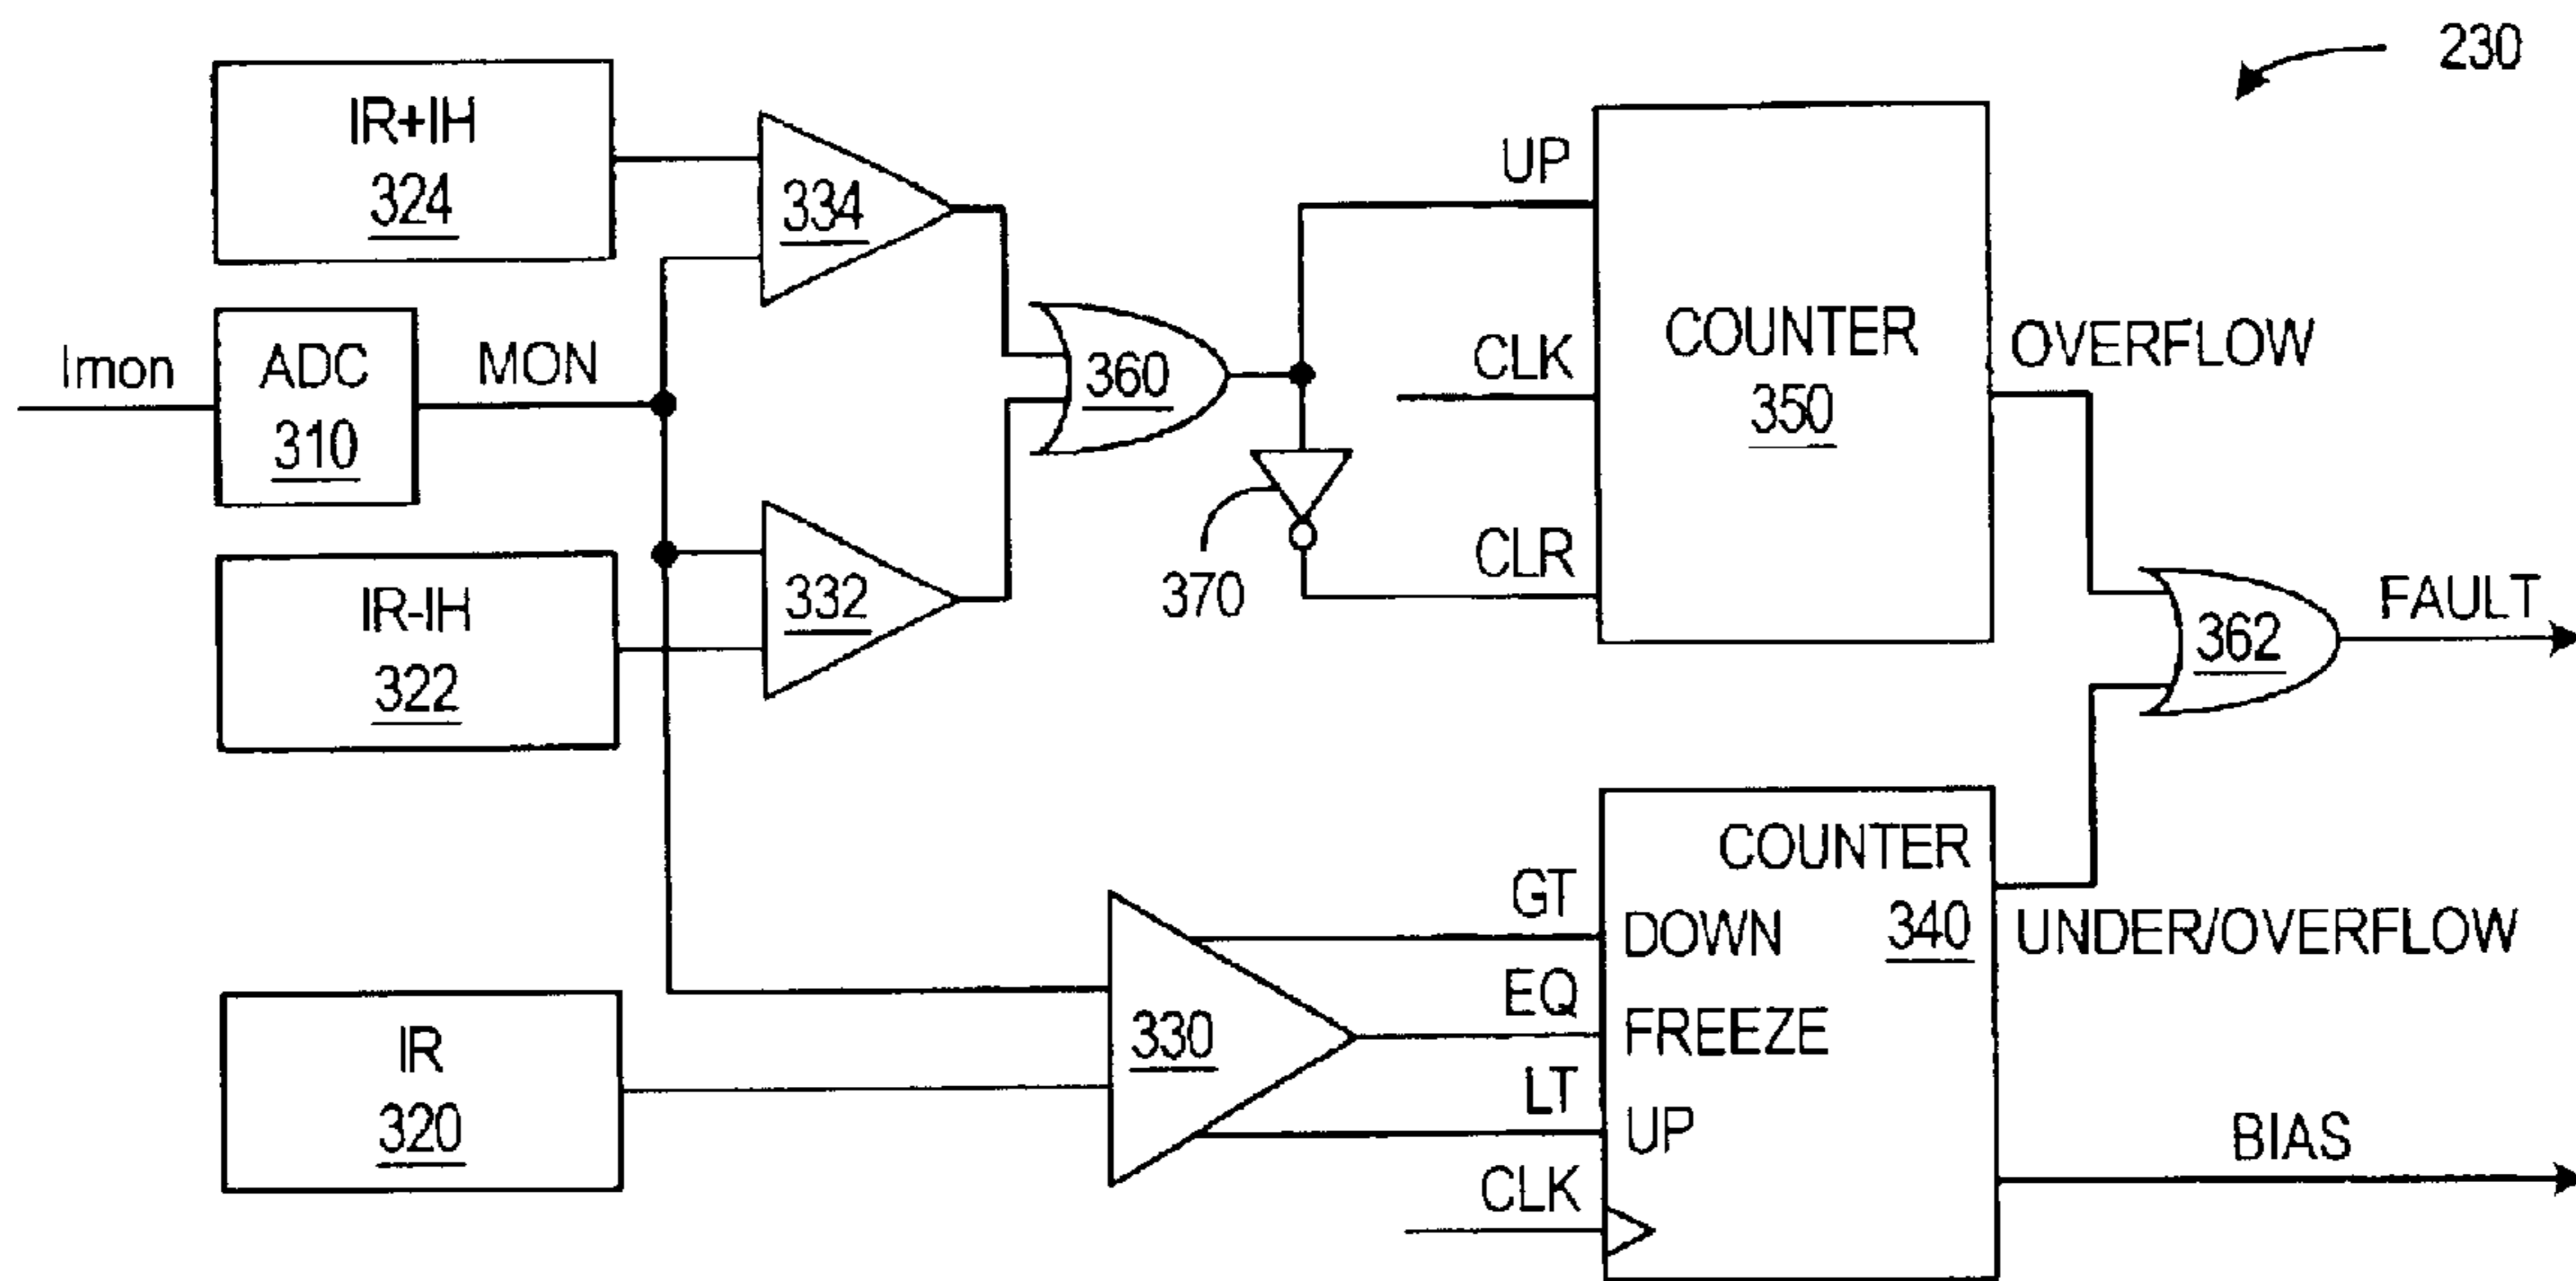 230
IR+IH
324
334
UP
Imon
ADC
310
MON
360
CLK
COUNTER
350
OVERFLOW
IR-IH
322
332
370
CLR
362
FAULT
COUNTER
340
GT
DOWN
UNDER/OVERFLOW
EQ
FREEZE
IR
320
330
LT
UP
BIAS
CLK